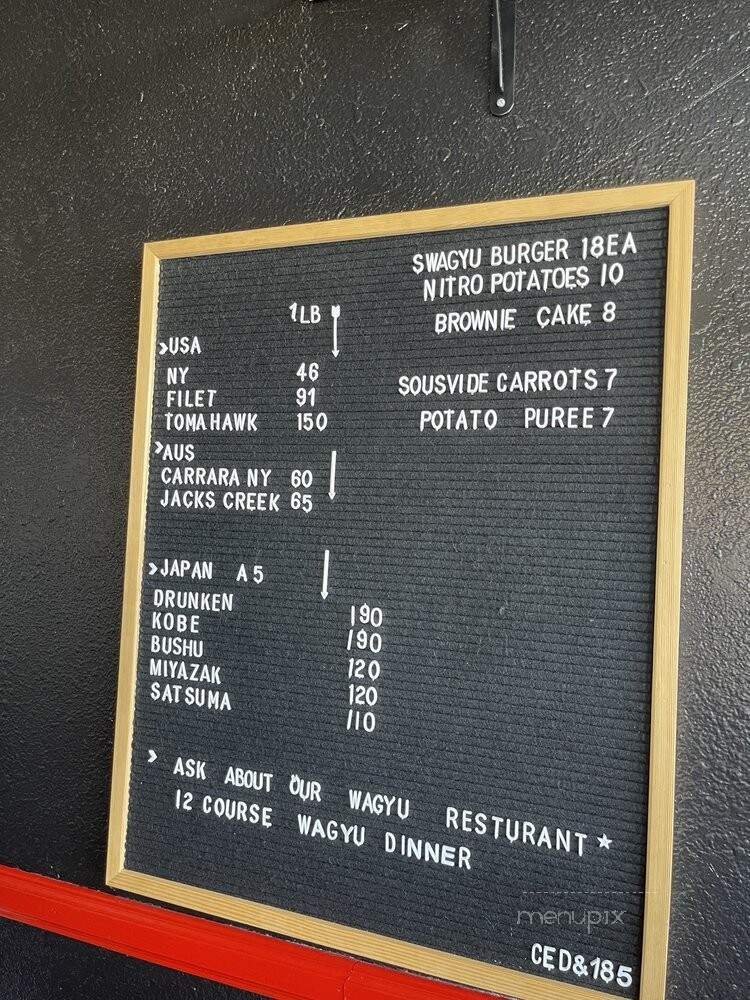 SWAGYU BURGER 18EA
NITRO POTATOES 10
BROWNIE CAKE 8
SOUSVIDE CARROTS 7
POTATO PUREE 7
1LB
>USA
NY 46
FILET 91
TOMAHAWK 150
>AUS
CARRARA NY 60
JACKS CREEK 65
>JAPAN A5
DRUNKEN 190
KOBE 190
BUSHU 120
MIYAZAK 120
SATSUMA 110
> ASK ABOUT OUR WAGYU RESTURANT ★
12 COURSE WAGYU DINNER
CED&185
menupix